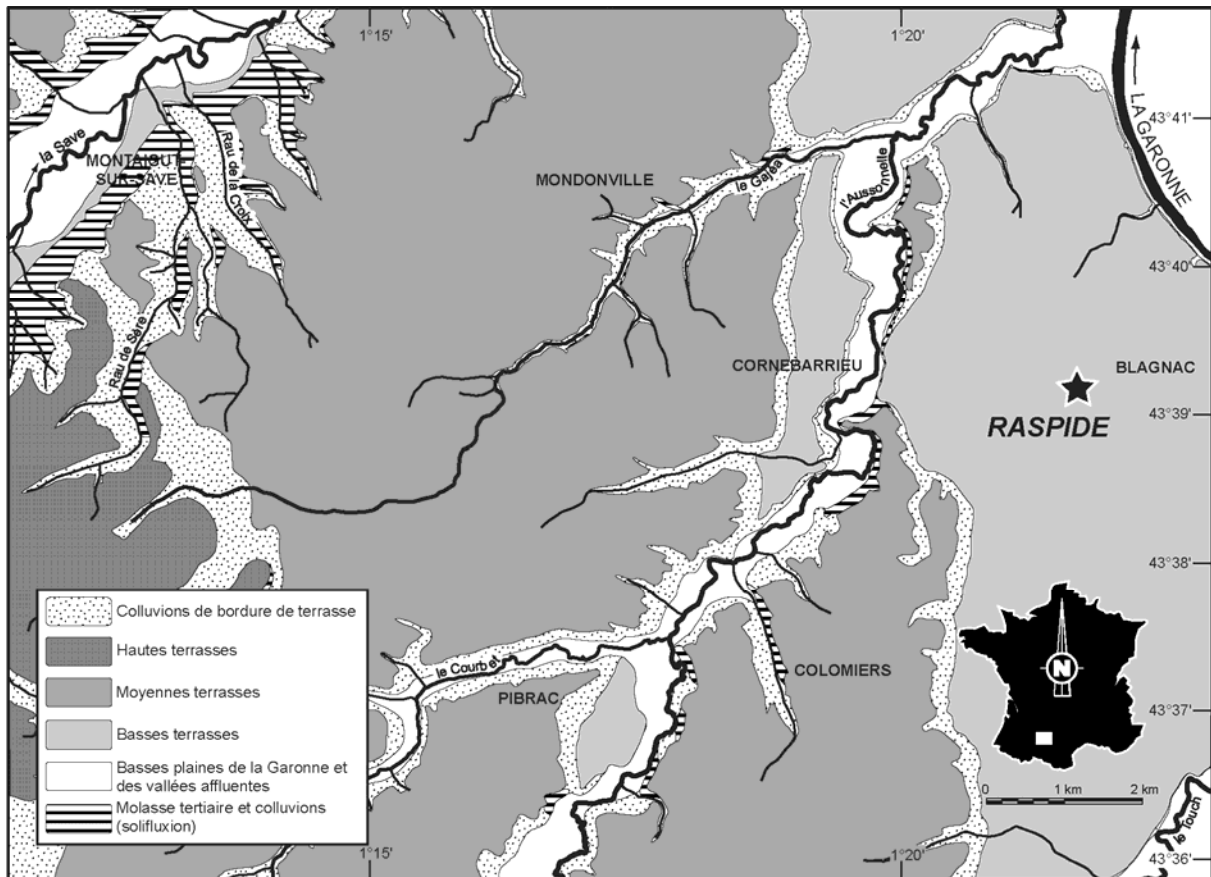 1°15'
1°20'
la Save
MONTAIGUT-
SUR-SAVE
Rau de la Croix
Rau de Sère
MONDONVILLE
le Galéa
l'Aussonnelle
LA GARONNE
43°41'
43°40'
CORNEBARRIEU
BLAGNAC
RASPIDE
43°39'
43°38'
le Courbet
PIBRAC
COLOMIERS
43°37'
43°36'
le Touch
N
0 1 km 2 km
Colluvions de bordure de terrasse
Hautes terrasses
Moyennes terrasses
Basses terrasses
Basses plaines de la Garonne et
des vallées affluentes
Molasse tertiaire et colluvions
(solifluxion)
1°15'
1°20'